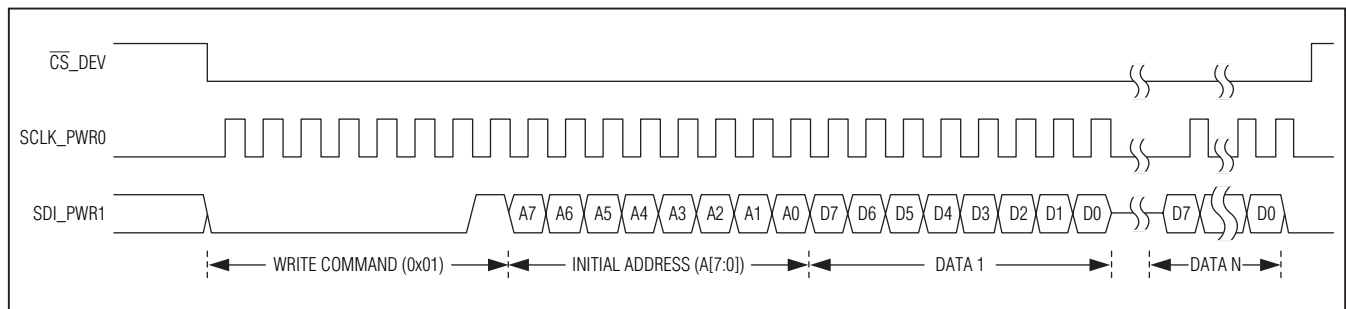 CS_DEV
SCLK_PWR0
SDI_PWR1
A7 A6 A5 A4 A3 A2 A1 A0 D7 D6 D5 D4 D3 D2 D1 D0 D7 D0
WRITE COMMAND (0x01) INITIAL ADDRESS (A[7:0]) DATA 1 DATA N